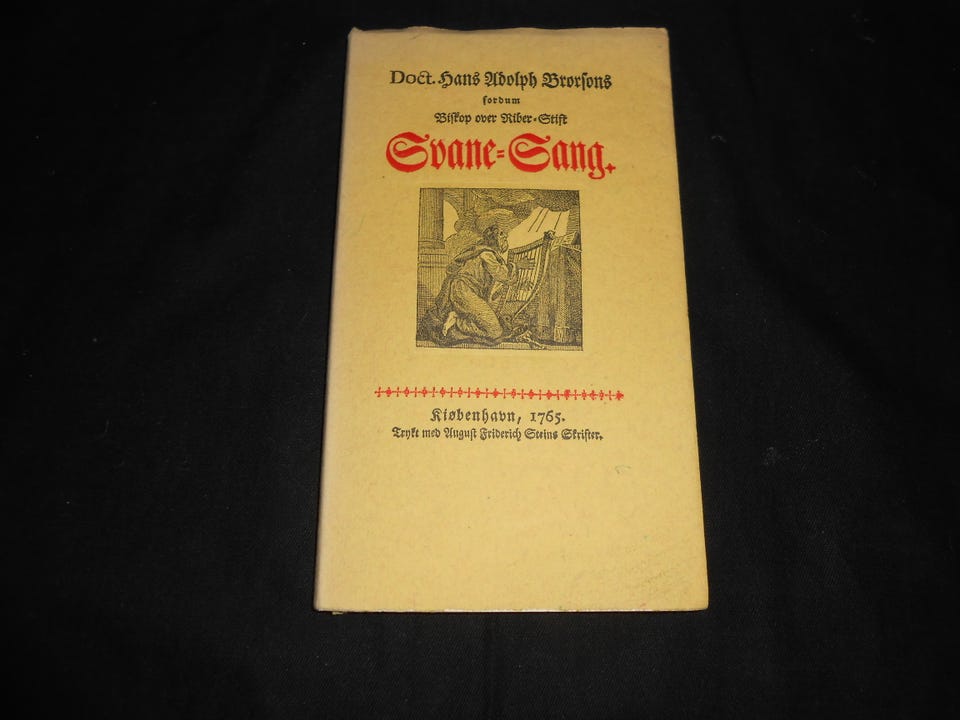 Doct. Hans Adolph Brorsons
fordum
Biskop over Riber-Stift
Svane-Sang.
Kiøbenhavn, 1765.
Trykt med August Friderich Steins Skrifter.